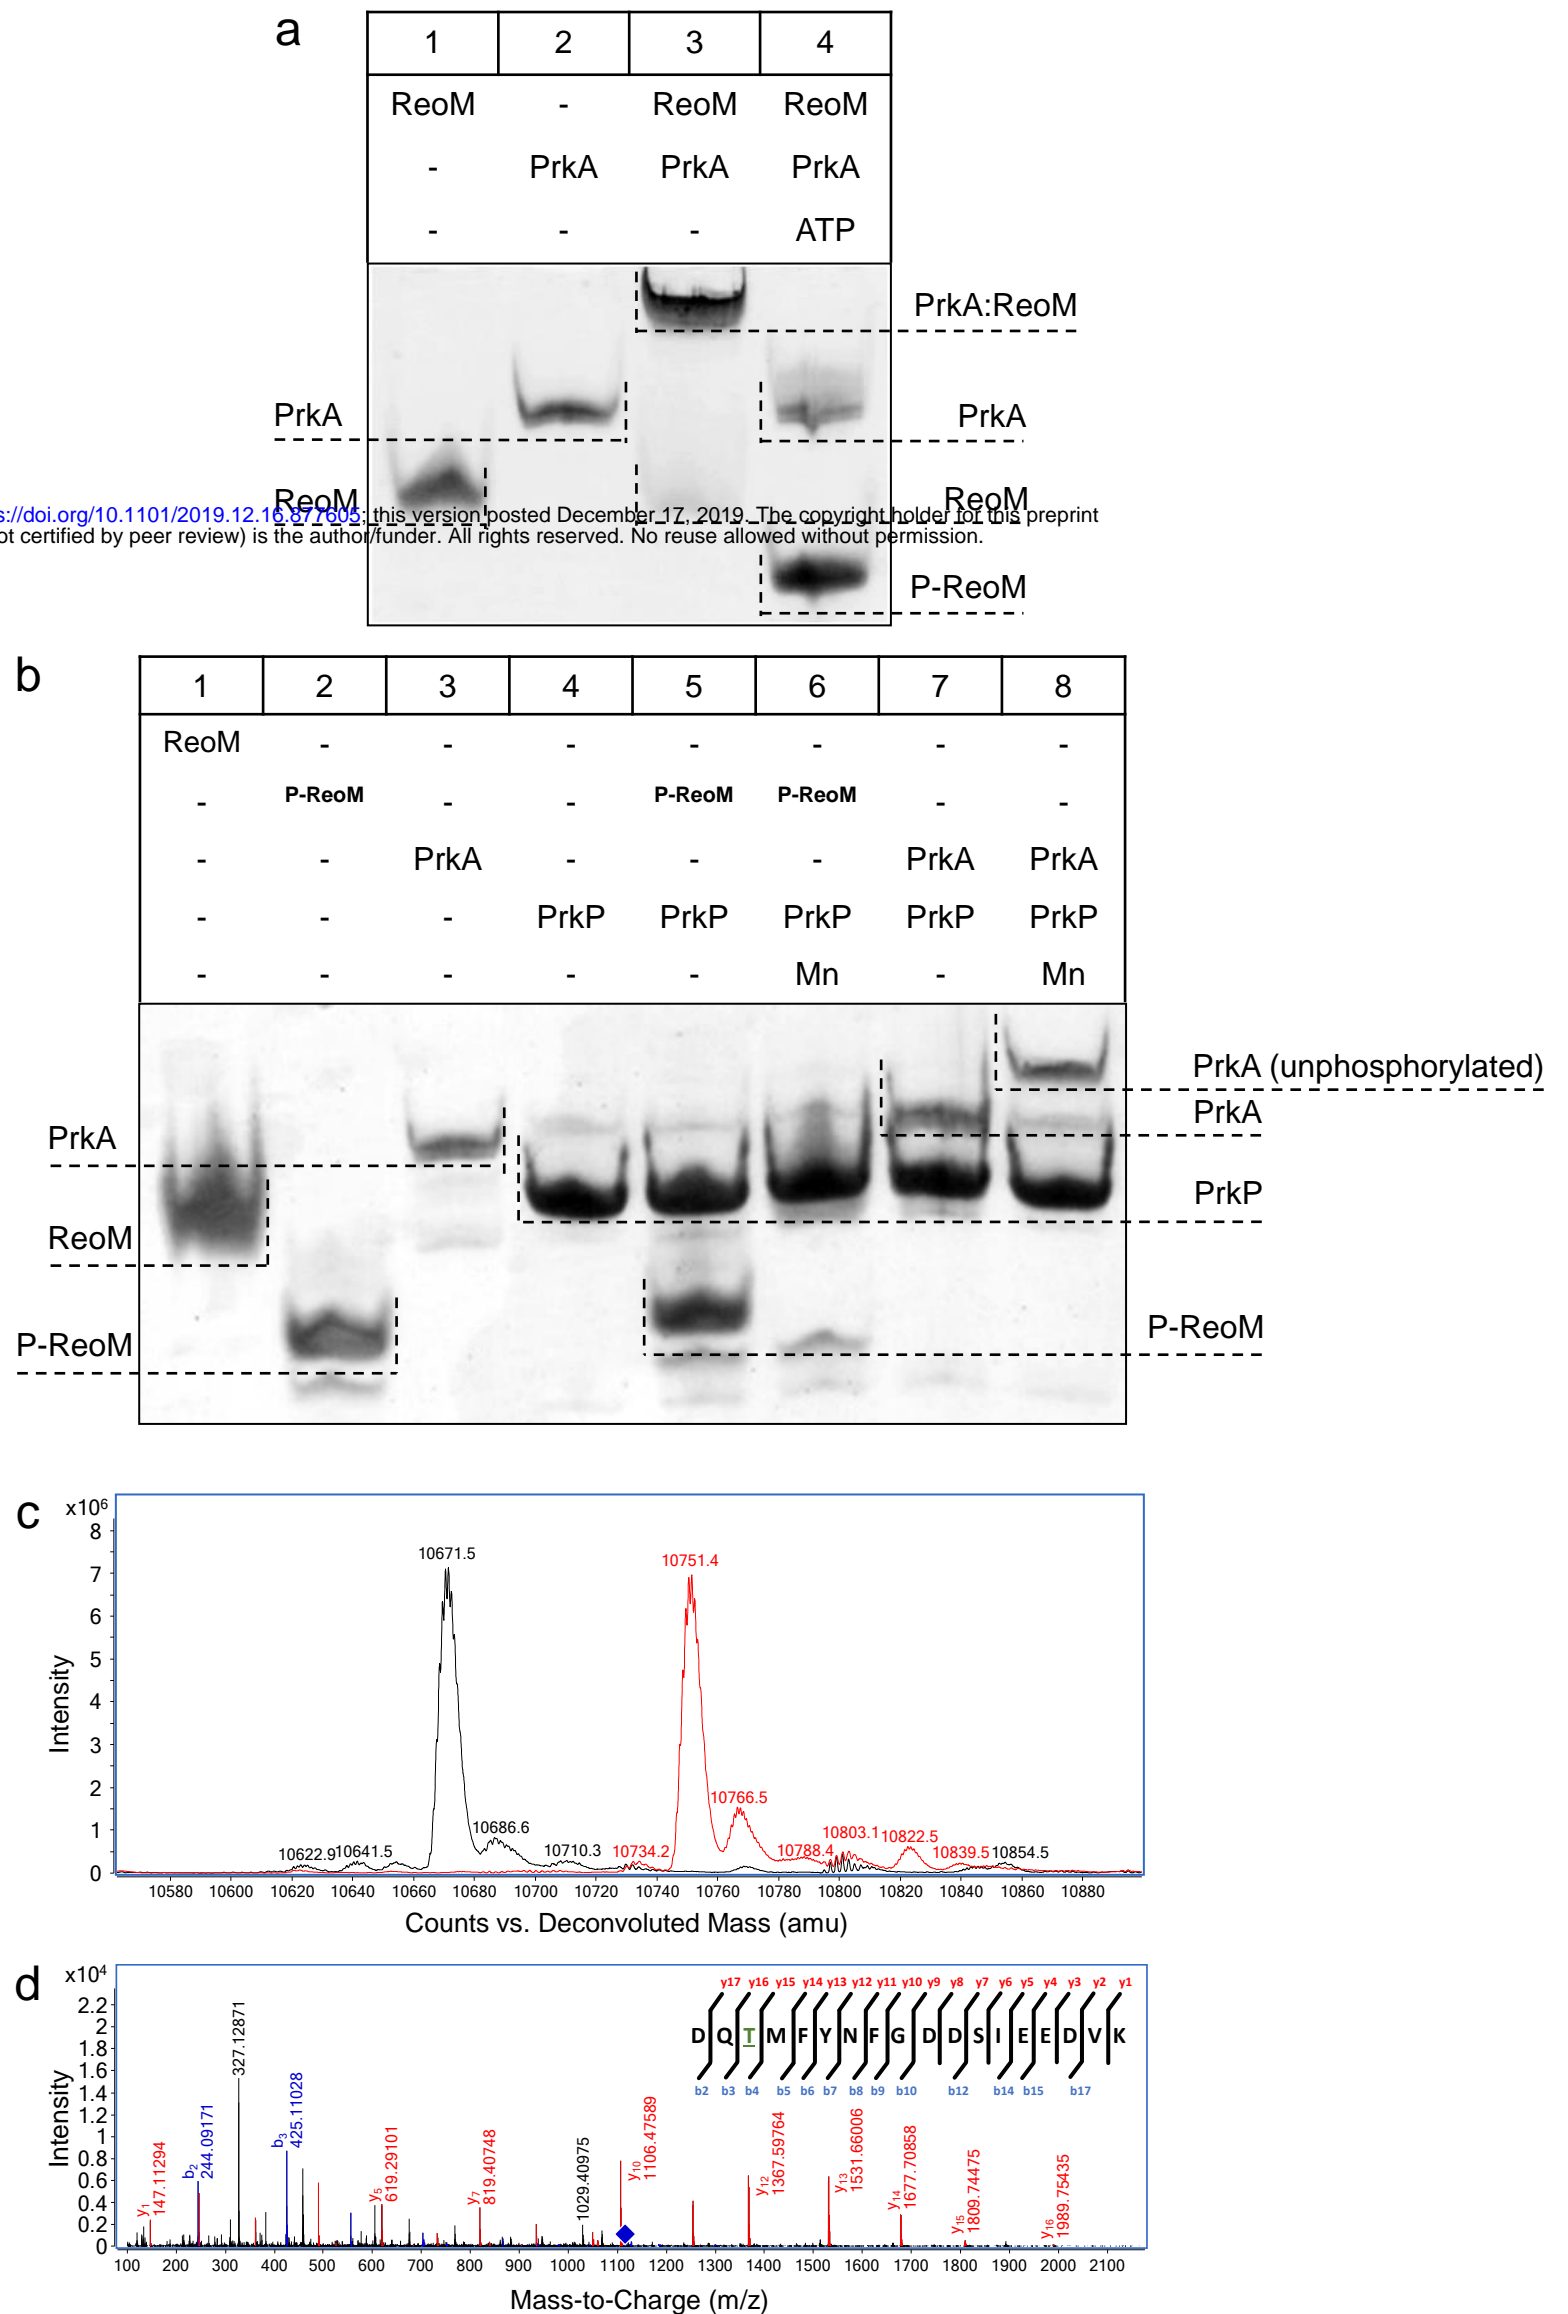 a
1 2 3 4
ReoM - ReoM ReoM
- PrkA PrkA PrkA
- - - ATP
PrkA:ReoM
PrkA PrkA
ReoM ReoM
s://doi.org/10.1101/2019.12.16.877605; this version posted December 17, 2019. The copyright holder for this preprint
ot certified by peer review) is the author/funder. All rights reserved. No reuse allowed without permission.
P-ReoM
b
1 2 3 4 5 6 7 8
ReoM - - - - - - -
- P-ReoM - - P-ReoM P-ReoM - -
- - PrkA - - - PrkA PrkA
- - - PrkP PrkP PrkP PrkP PrkP
- - - - - Mn - Mn
PrkA (unphosphorylated)
PrkA PrkA
PrkP
ReoM
P-ReoM P-ReoM
c
x10⁶
8
7
6
5
4
3
2
1
0
Intensity
10671.5
10751.4
10766.5
10622.9 10641.5 10686.6 10710.3 10734.2 10788.4 10803.1 10822.5 10839.5 10854.5
10580 10600 10620 10640 10660 10680 10700 10720 10740 10760 10780 10800 10820 10840 10860 10880
Counts vs. Deconvoluted Mass (amu)
d
x10⁴
2.2
2
1.8
1.6
1.4
1.2
1
0.8
0.6
0.4
0.2
0
Intensity
y17 y16 y15 y14 y13 y12 y11 y10 y9 y8 y7 y6 y5 y4 y3 y2 y1
D Q T M F Y N F G D D S I E E D V K
b2 b3 b4 b5 b6 b7 b8 b9 b10 b12 b14 b15 b17
y₁ 147.11294
b₂ 244.09171
327.12871
b₃ 425.11028
y₅ 619.29101
y₇ 819.40748
1029.40975
y₁₀ 1106.47589
y₁₂ 1367.59764
y₁₃ 1531.66006
y₁₄ 1677.70858
y₁₅ 1809.74475
y₁₆ 1989.75435
100 200 300 400 500 600 700 800 900 1000 1100 1200 1300 1400 1500 1600 1700 1800 1900 2000 2100
Mass-to-Charge (m/z)